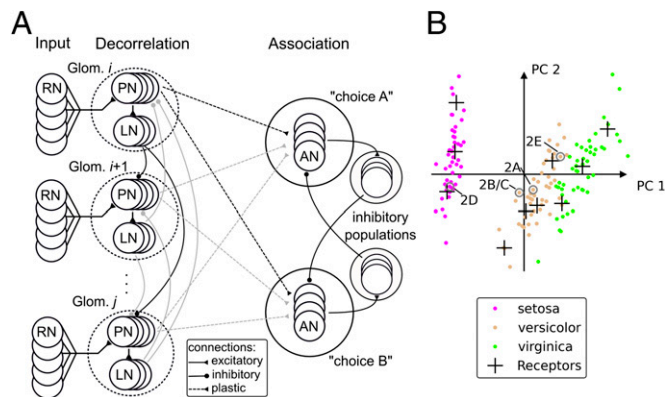 A
Input
Decorrelation
Association
Glom. i
RN
PN
LN
Glom. i+1
RN
PN
LN
Glom. j
RN
PN
LN
"choice A"
AN
inhibitory
populations
AN
"choice B"
connections:
excitatory
inhibitory
plastic
B
PC 2
PC 1
2E
2A
2B/C
2D
setosa
versicolor
virginica
Receptors